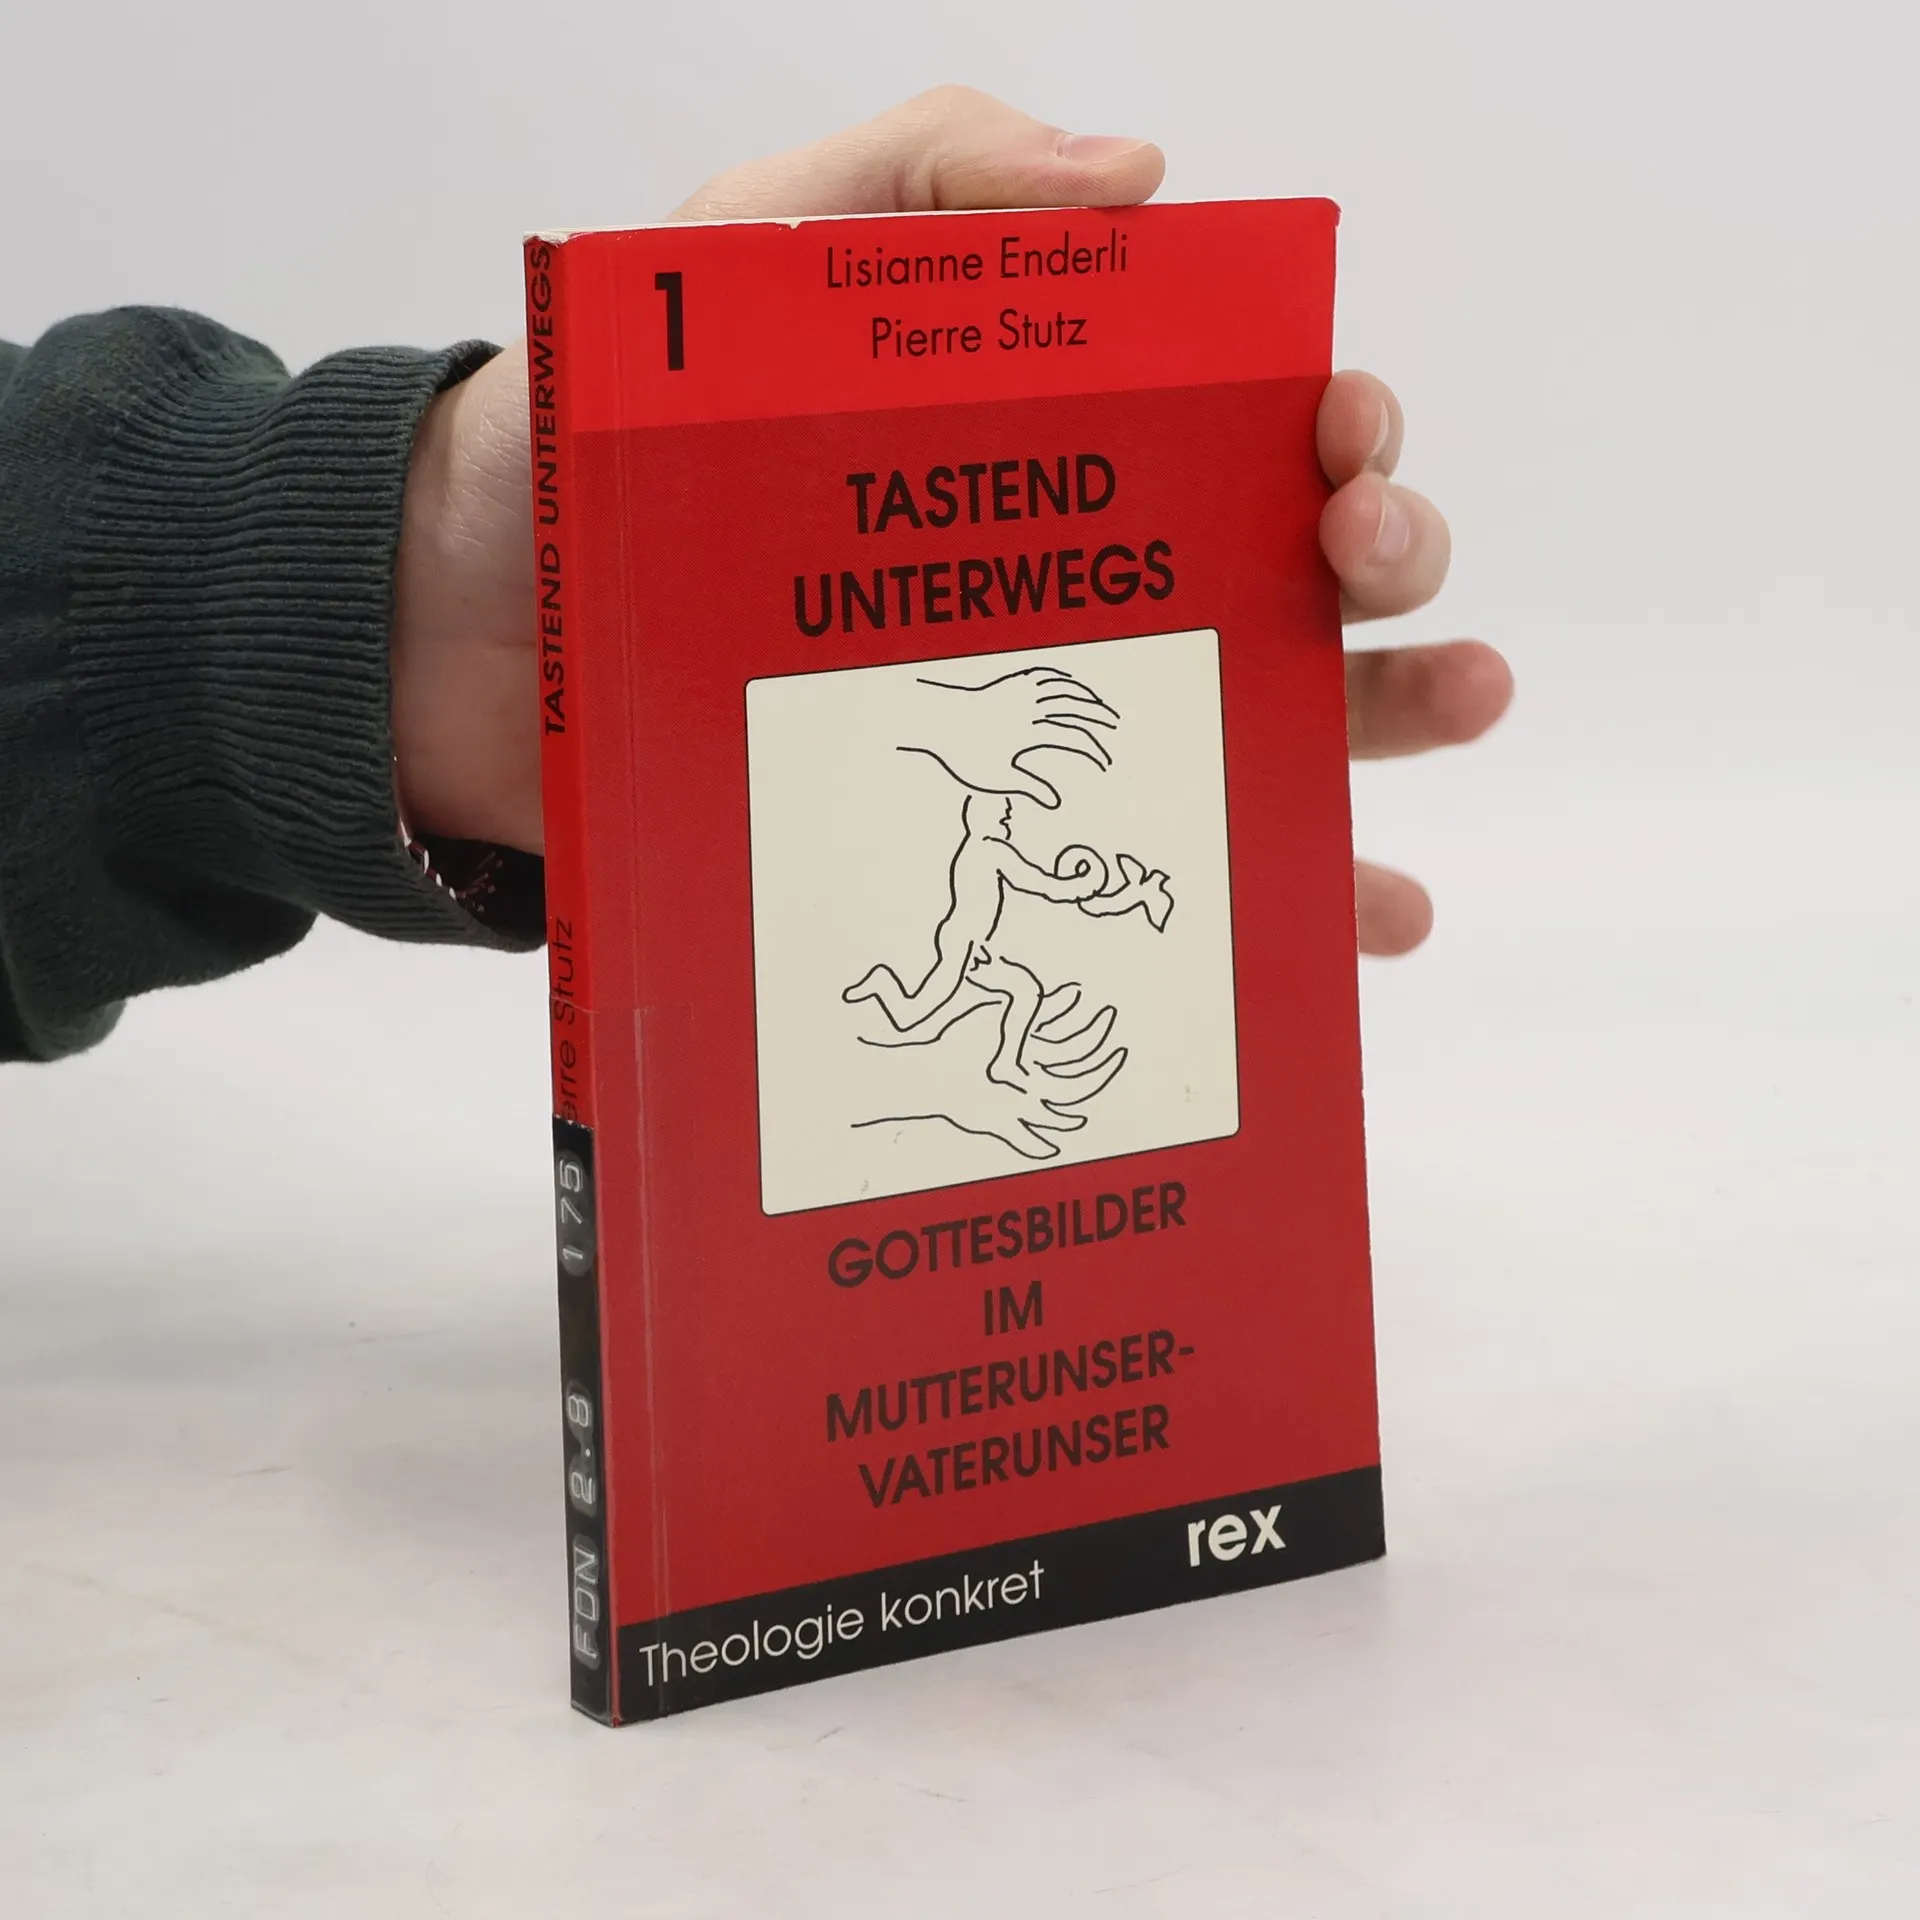 1
Lisianne Enderli
Pierre Stutz
TASTEND
UNTERWEGS
GOTTESBILDER
IM
MUTTERUNSER-
VATERUNSER
rex
Theologie konkret
TASTEND UNTERWEGS
Stutz
FDN 2.8 175